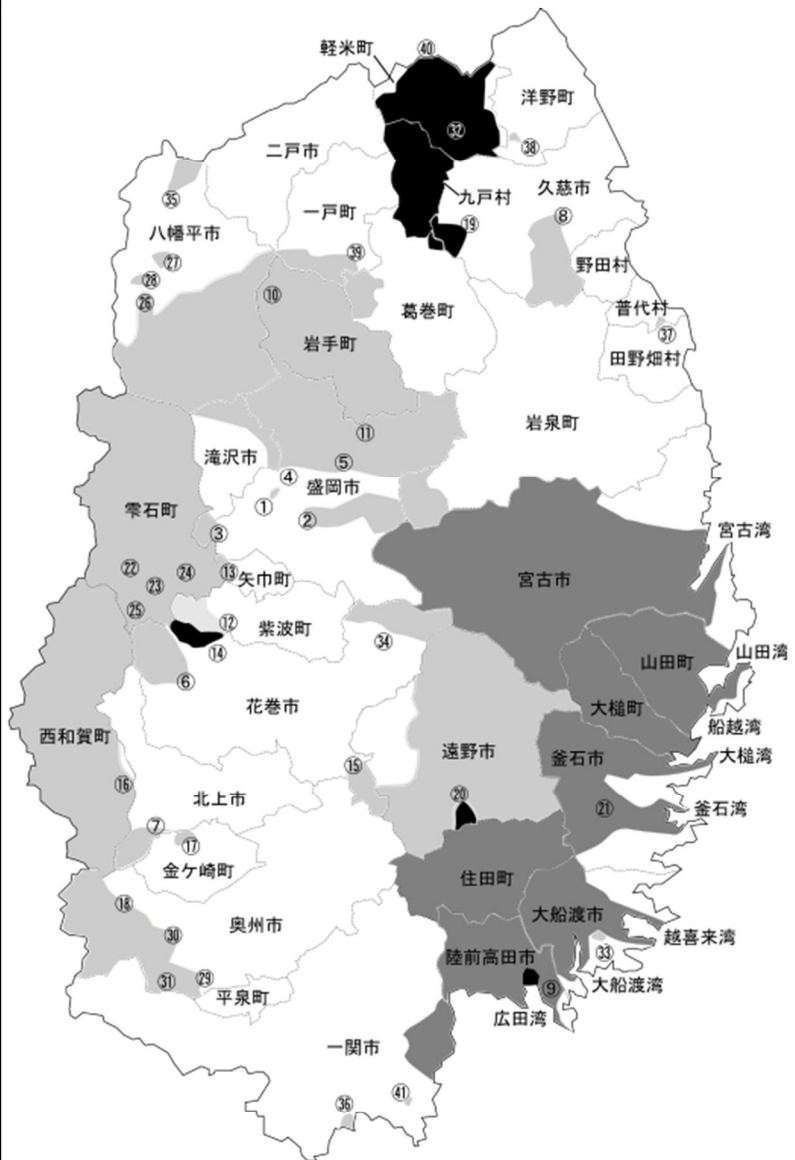 軽米町
㊵
洋野町
㉜
㊳
二戸市
久慈市
㉟
九戸村
⑧
一戸町
⑲
八幡平市
㉗
㊴
野田村
㉘
㉖
⑩
葛巻町
普代村
㊲
岩手町
田野畑村
⑪
岩泉町
滝沢市
⑤
④
盛岡市
①
雫石町
②
③
宮古湾
㉒
㉔
⑬
矢巾町
宮古市
㉓
㉕
⑫
紫波町
⑭
㉞
山田湾
山田町
⑥
花巻市
大槌町
船越湾
西和賀町
遠野市
釜石市
大槌湾
⑮
⑯
北上市
⑳
㉑
釜石湾
⑦
⑰
金ケ崎町
住田町
⑱
奥州市
大船渡市
㉚
越喜来湾
陸前高田市
㉝
㉛
㉙
⑨
大船渡湾
平泉町
広田湾
一関市
㊶
㊱